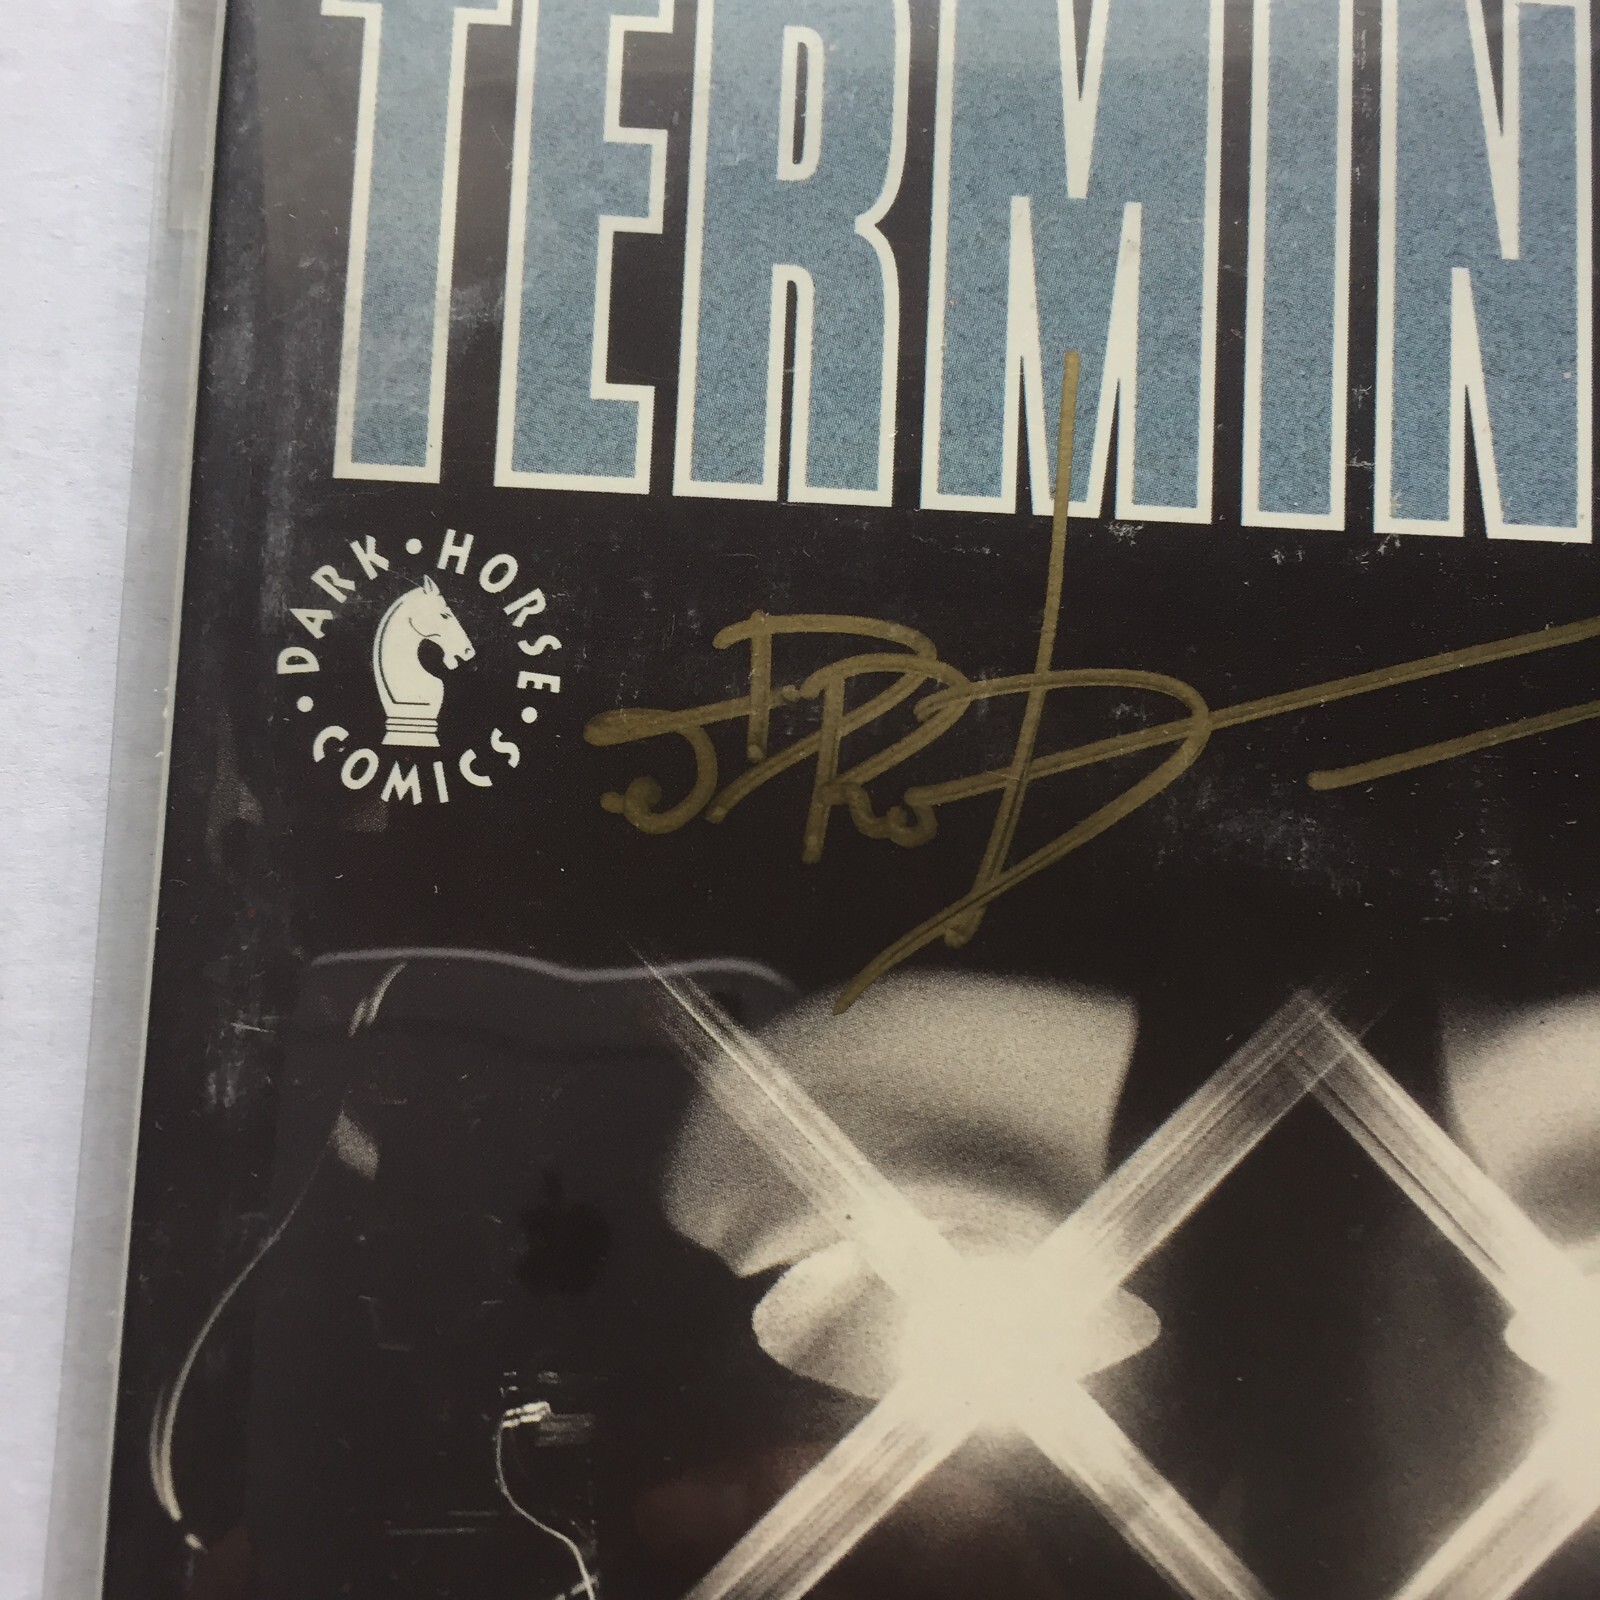 TERMIN
DARK • HORSE • COMICS •